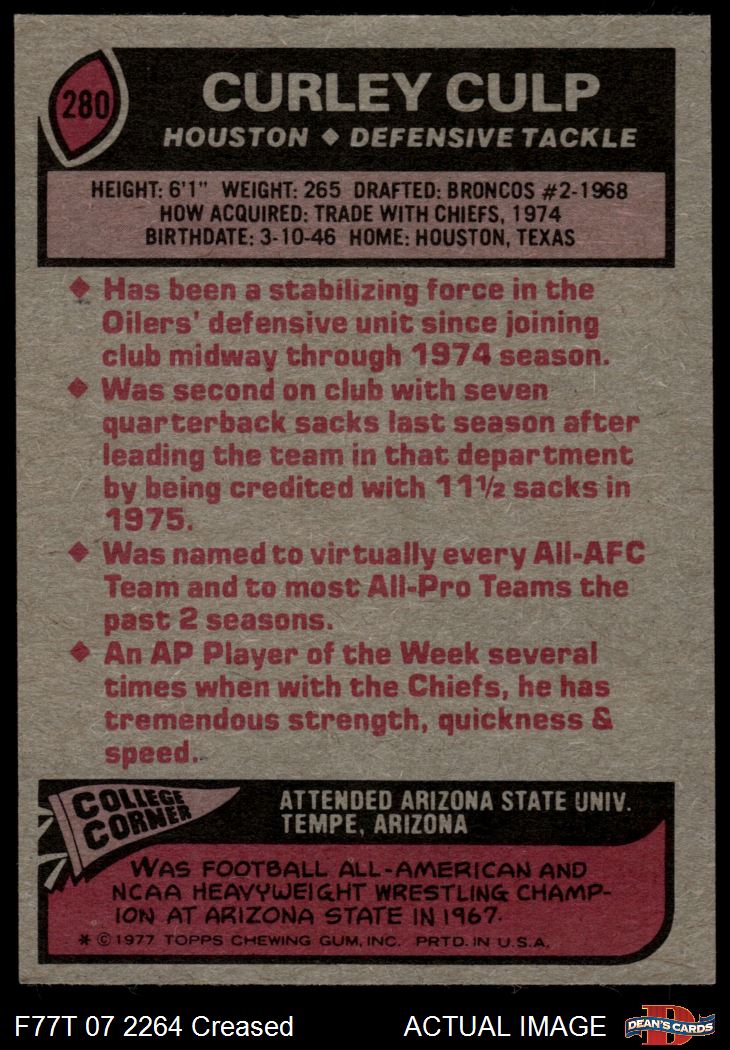 280
CURLEY CULP
HOUSTON ◆ DEFENSIVE TACKLE
HEIGHT: 6'1" WEIGHT: 265 DRAFTED: BRONCOS #2-1968
HOW ACQUIRED: TRADE WITH CHIEFS, 1974
BIRTHDATE: 3-10-46 HOME: HOUSTON, TEXAS
◆ Has been a stabilizing force in the
Oilers' defensive unit since joining
club midway through 1974 season.
◆ Was second on club with seven
quarterback sacks last season after
leading the team in that department
by being credited with 11½ sacks in
1975.
◆ Was named to virtually every All-AFC
Team and to most All-Pro Teams the
past 2 seasons.
◆ An AP Player of the Week several
times when with the Chiefs, he has
tremendous strength, quickness &
speed.
COLLEGE
CORNER
ATTENDED ARIZONA STATE UNIV.
TEMPE, ARIZONA
WAS FOOTBALL ALL-AMERICAN AND
NCAA HEAVYWEIGHT WRESTLING CHAMP-
ION AT ARIZONA STATE IN 1967.
* © 1977 TOPPS CHEWING GUM, INC. PRTD. IN U.S.A.
F77T 07 2264 Creased
ACTUAL IMAGE
D
DEAN'S CARDS